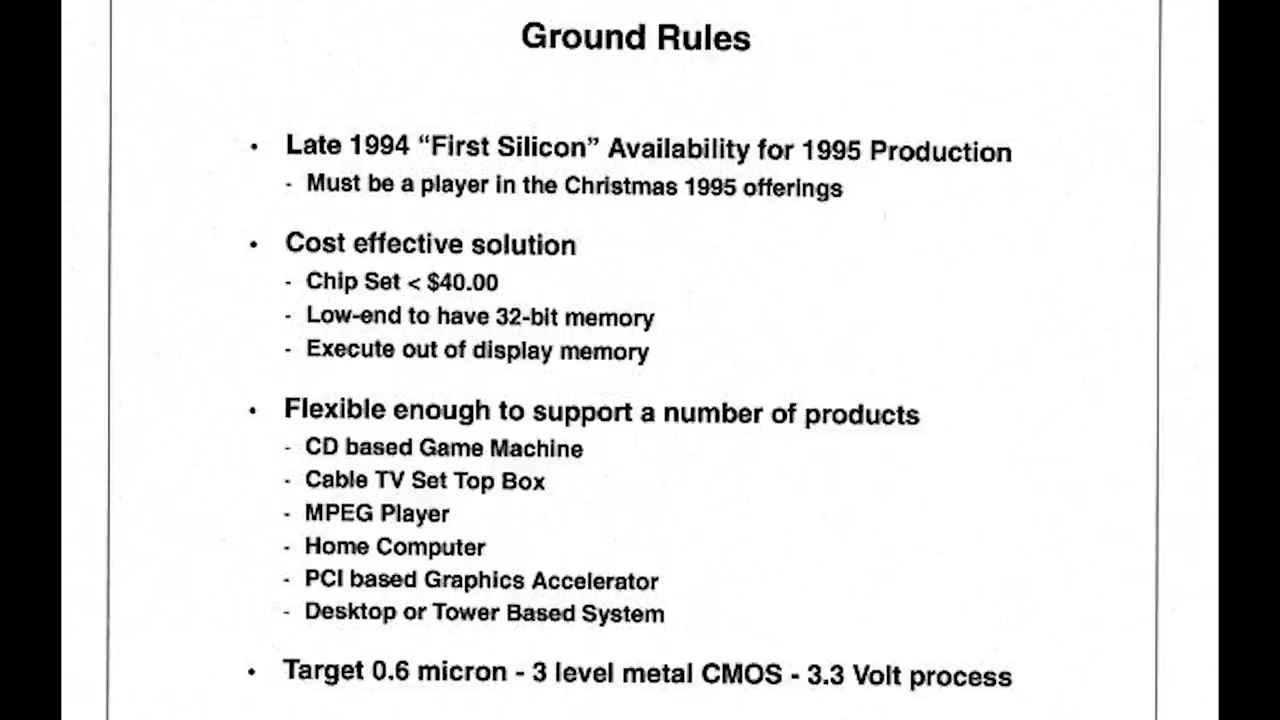 Ground Rules
• Late 1994 “First Silicon” Availability for 1995 Production
- Must be a player in the Christmas 1995 offerings
• Cost effective solution
- Chip Set < $40.00
- Low-end to have 32-bit memory
- Execute out of display memory
• Flexible enough to support a number of products
- CD based Game Machine
- Cable TV Set Top Box
- MPEG Player
- Home Computer
- PCI based Graphics Accelerator
- Desktop or Tower Based System
• Target 0.6 micron - 3 level metal CMOS - 3.3 Volt process